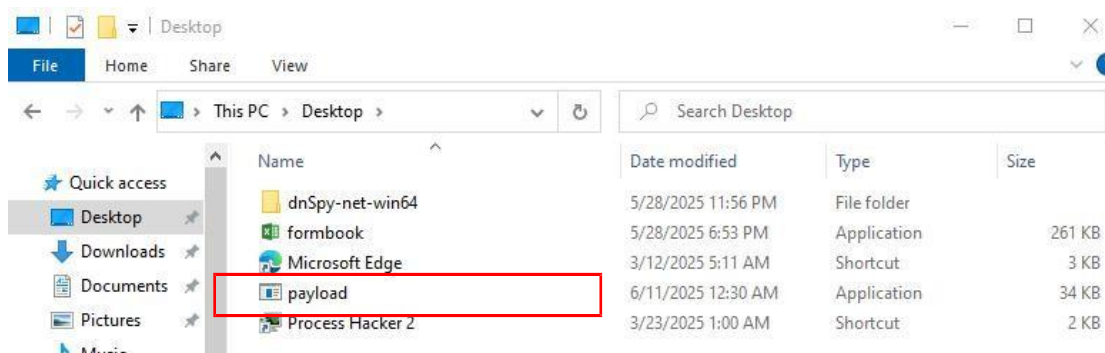 Desktop
File Home Share View
This PC > Desktop > Search Desktop
Name Date modified Type Size
Quick access
Desktop
Downloads
Documents
Pictures
Music
dnSpy-net-win64 5/28/2025 11:56 PM File folder
formbook 5/28/2025 6:53 PM Application 261 KB
Microsoft Edge 3/12/2025 5:11 AM Shortcut 3 KB
payload 6/11/2025 12:30 AM Application 34 KB
Process Hacker 2 3/23/2025 1:00 AM Shortcut 2 KB